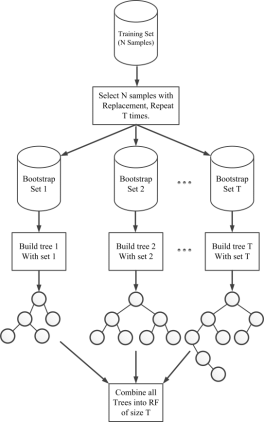 Training Set
(N Samples)
Select N samples with
Replacement, Repeat
T times.
Bootstrap
Set 1
Bootstrap
Set 2
***
Bootstrap
Set T
Build tree 1
With set 1
Build tree 2
With set 2
***
Build tree T
With set T
Combine all
Trees into RF
of size T